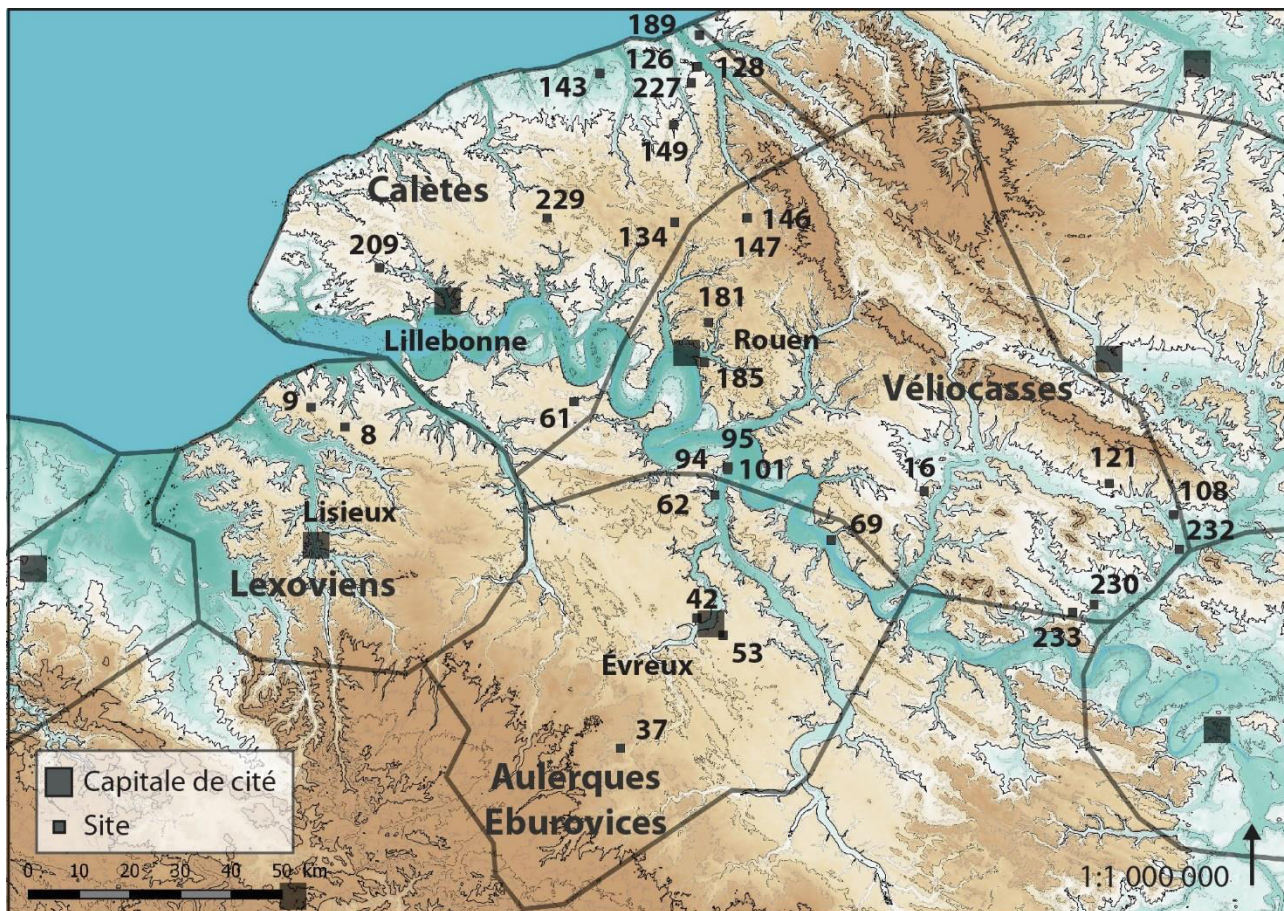 189
126
128
143
227
149
Calètes
229
146
134
147
209
181
Lillebonne
Rouen
185
Véliocasses
9
61
8
95
94
101
16
121
62
108
Lisieux
69
232
Lexoviens
230
42
233
53
Évreux
37
Aulerques
Eburovices
Capitale de cité
Site
0 10 20 30 40 50 km
1:1 000 000